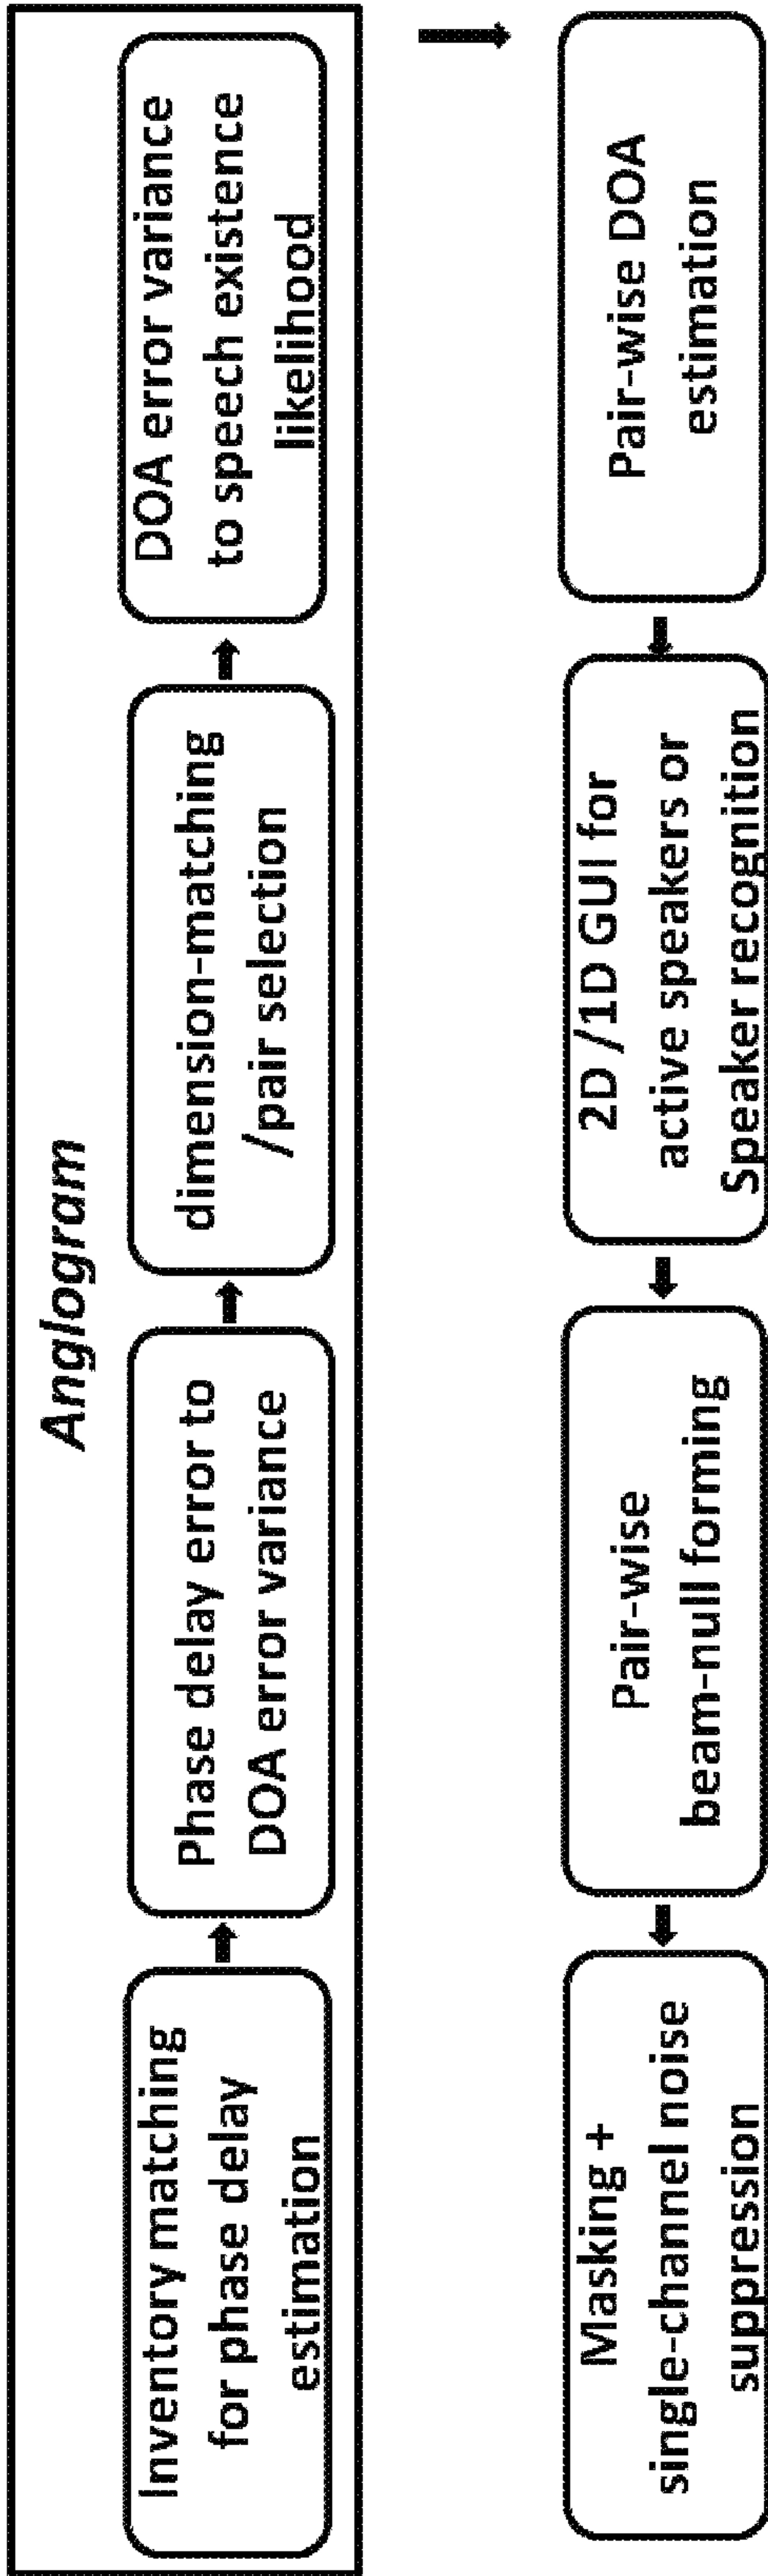 Anglogram
Inventory matching
for phase delay
estimation
Phase delay error to
DOA error variance
dimension-matching
/pair selection
DOA error variance
to speech existence
likelihood
Pair-wise DOA
estimation
2D /1D GUI for
active speakers or
Speaker recognition
Pair-wise
beam-null forming
Masking +
single-channel noise
suppression